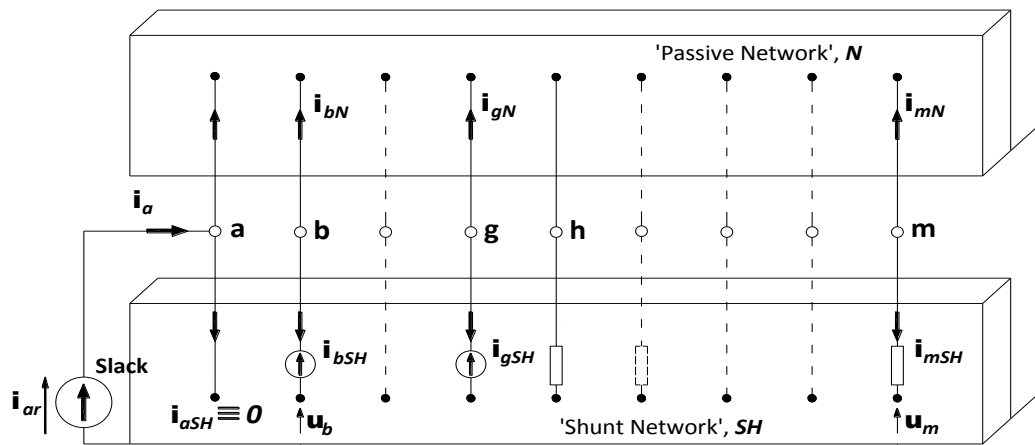 'Passive Network', N
i_bN
i_gN
i_mN
i_a
a
b
g
h
m
Slack
i_ar
i_bSH
i_gSH
i_mSH
i_aSH ≡ 0
u_b
'Shunt Network', SH
u_m